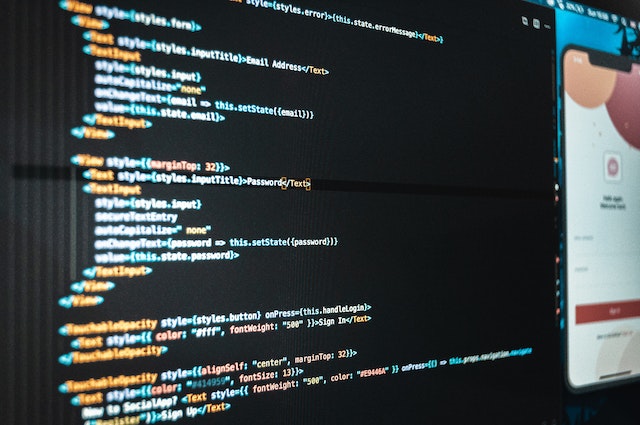 style={styles.error}>{this.state.errorMessage}</Text>}
<View style={styles.form}>
<View>
<Text style={styles.inputTitle}>Email Address</Text>
<TextInput
style={styles.input}
autoCapitalize="none"
onChangeText={email => this.setState({email})}
value={this.state.email}>
</TextInput>
</View>
<View style={{marginTop: 32}}>
<Text style={styles.inputTitle}>Password</Text>
<TextInput
style={styles.input}
secureTextEntry
autoCapitalize=" none"
onChangeText={password => this.setState({password})}
value={this.state.password}>
</TextInput>
</View>
</View>
<TouchableOpacity style={styles.button} onPress={this.handleLogin}>
<Text style={{ color: "#fff", fontWeight: "500" }}>Sign In</Text>
</TouchableOpacity>
<TouchableOpacity style={{alignSelf: "center", marginTop: 32}}>
<Text style={{color: "#414959", fontSize: 13}}>
New to SocialApp? <Text style={{ fontWeight: "500", color: "#E9446A" }} onPress={() => this.props.navigation.navigate
("Register")}>Sign Up</Text>